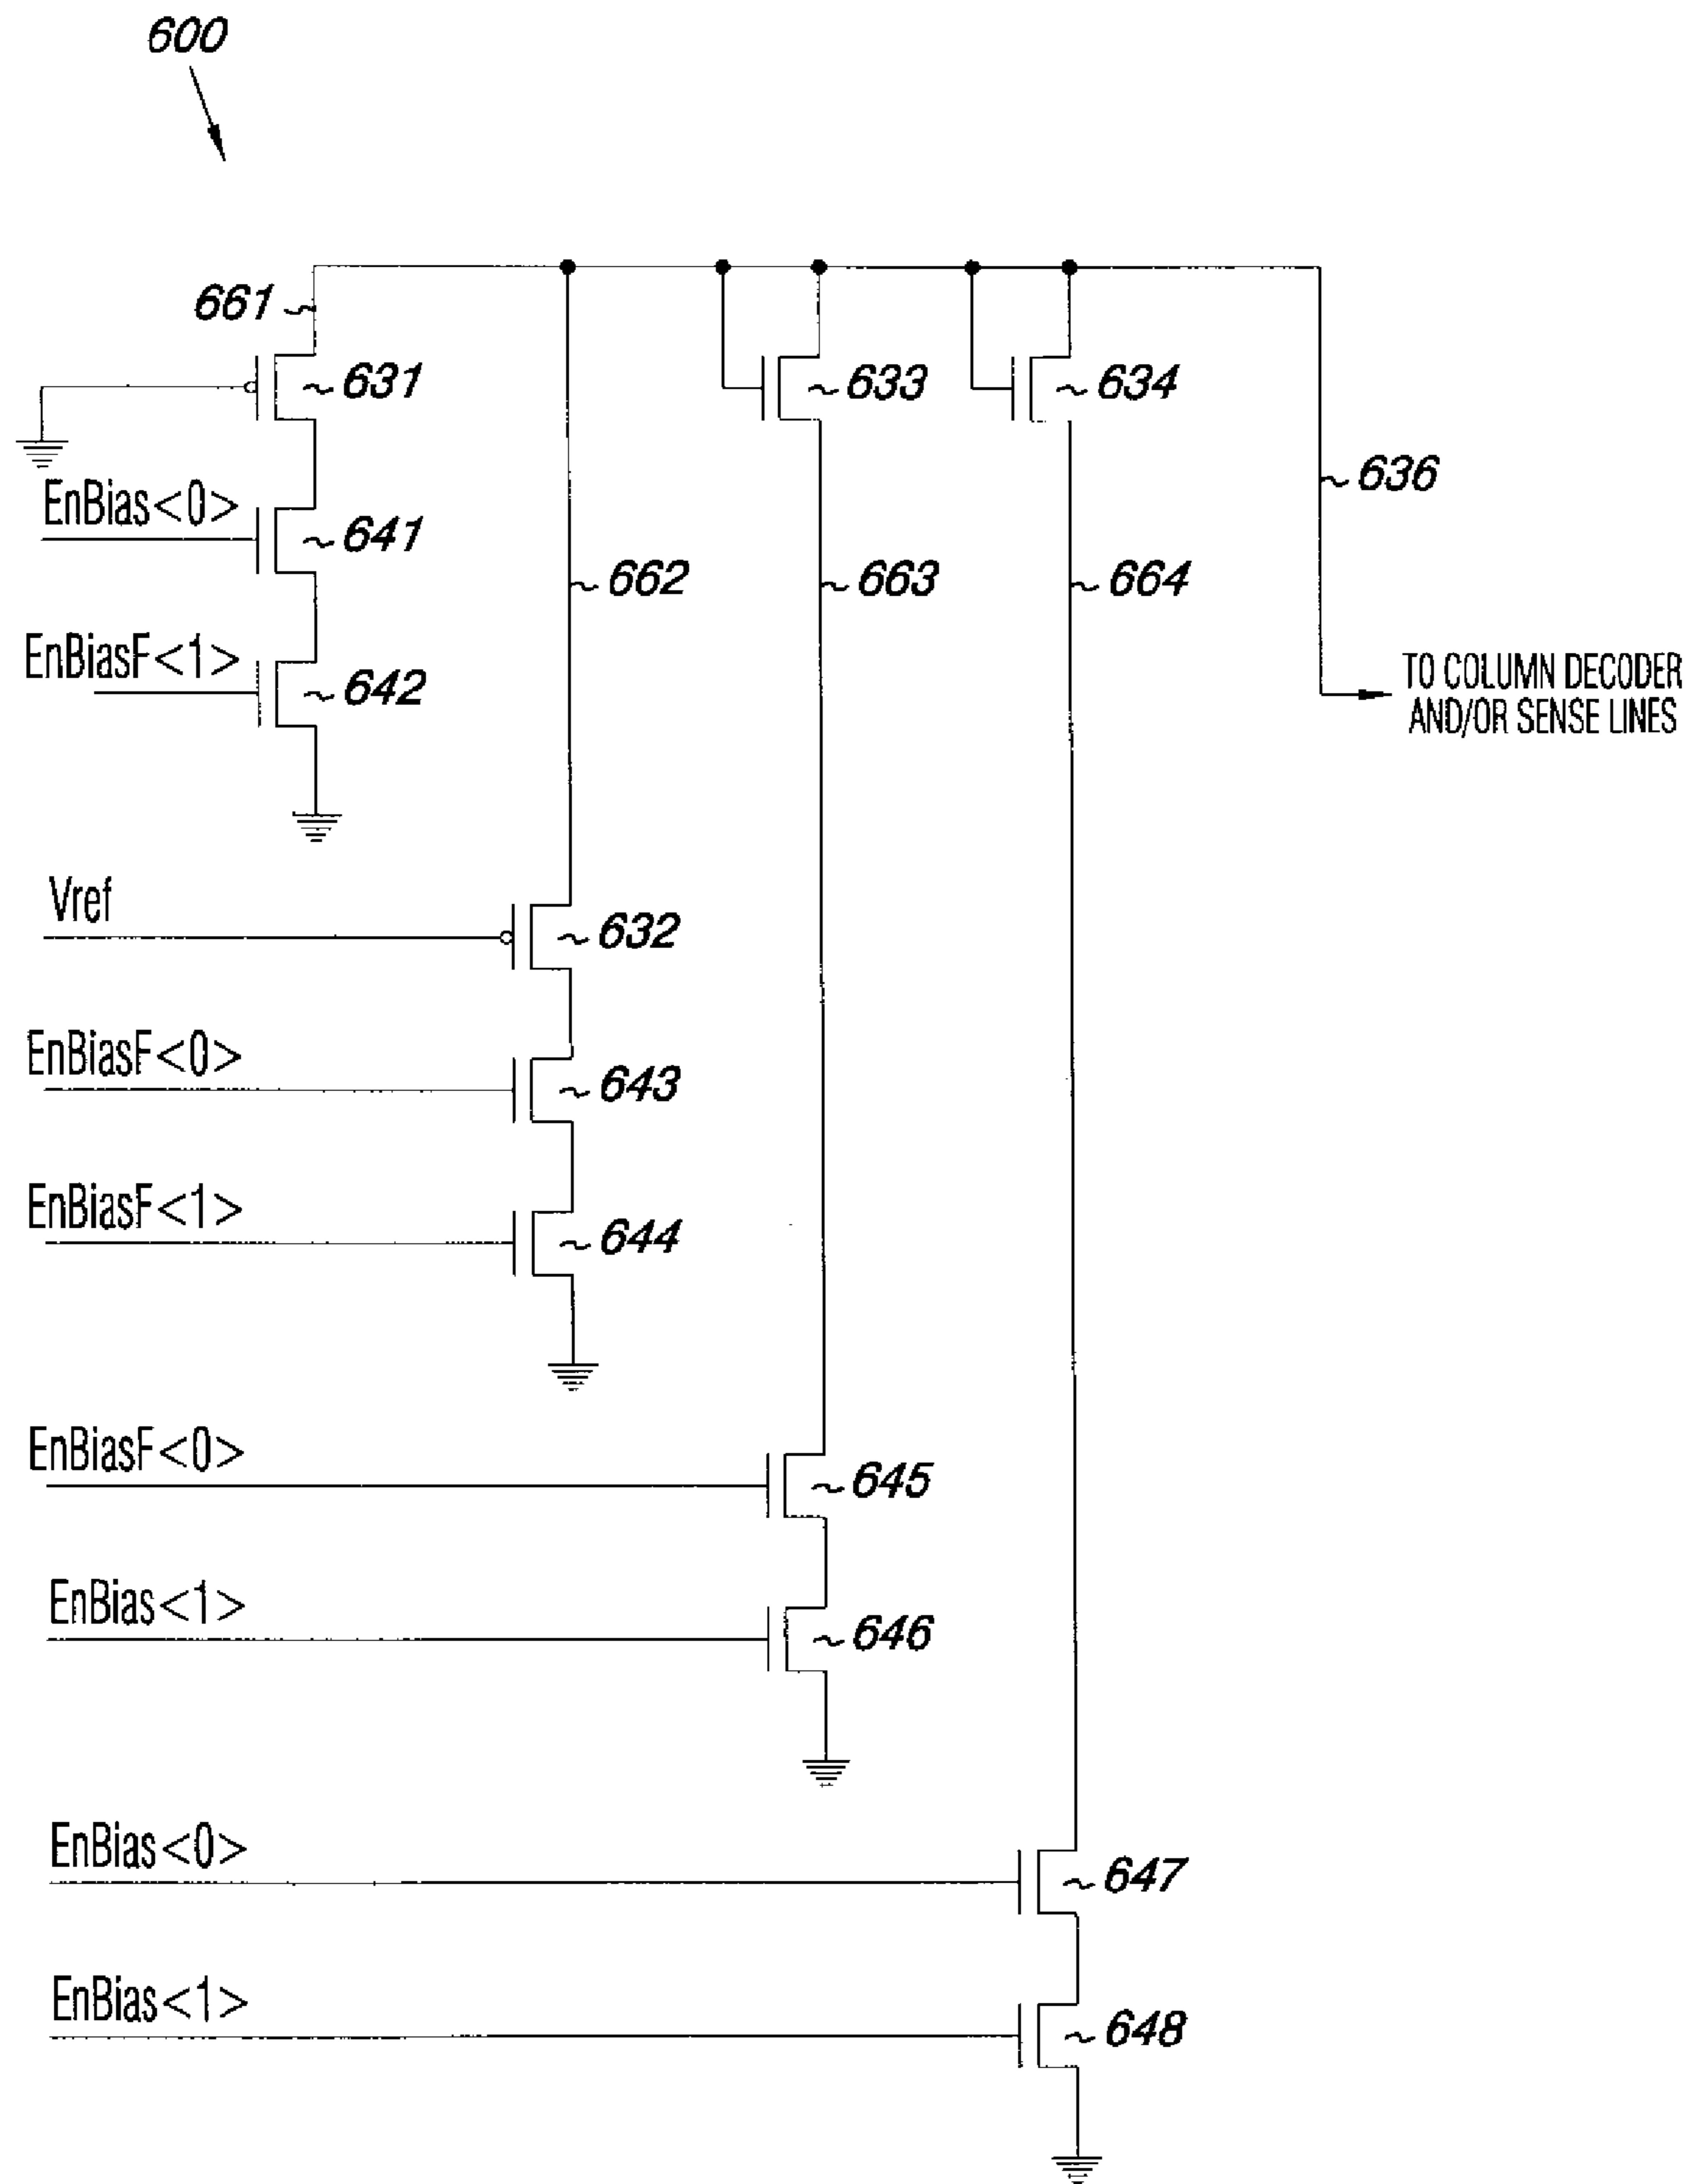 600
661
631
633
634
636
EnBias<0>
641
662
663
664
EnBiasF<1>
642
TO COLUMN DECODER
AND/OR SENSE LINES
Vref
632
EnBiasF<0>
643
EnBiasF<1>
644
EnBiasF<0>
645
EnBias<1>
646
EnBias<0>
647
EnBias<1>
648